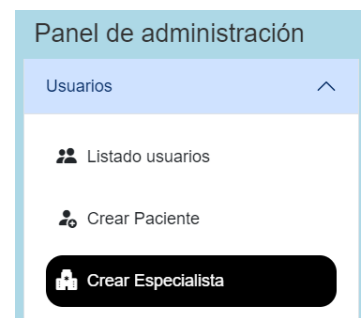 Panel de administración
Usuarios
Listado usuarios
Crear Paciente
Crear Especialista